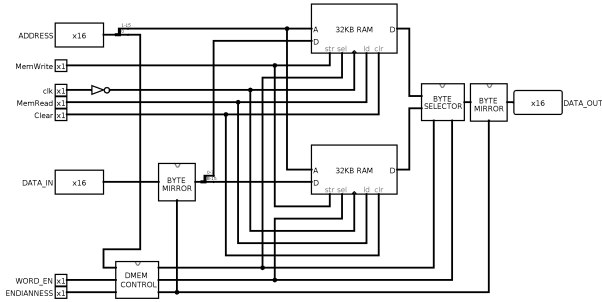 ADDRESS x16
1-15
32KB RAM
A D
D
str sel ld clr
MemWrite x1
clk x1
MemRead x1
Clear x1
BYTE SELECTOR
BYTE MIRROR
x16 DATA_OUT
DATA_IN x16
BYTE MIRROR
32KB RAM
A D
D
str sel ld clr
WORD_EN x1
ENDIANNESS x1
DMEM CONTROL